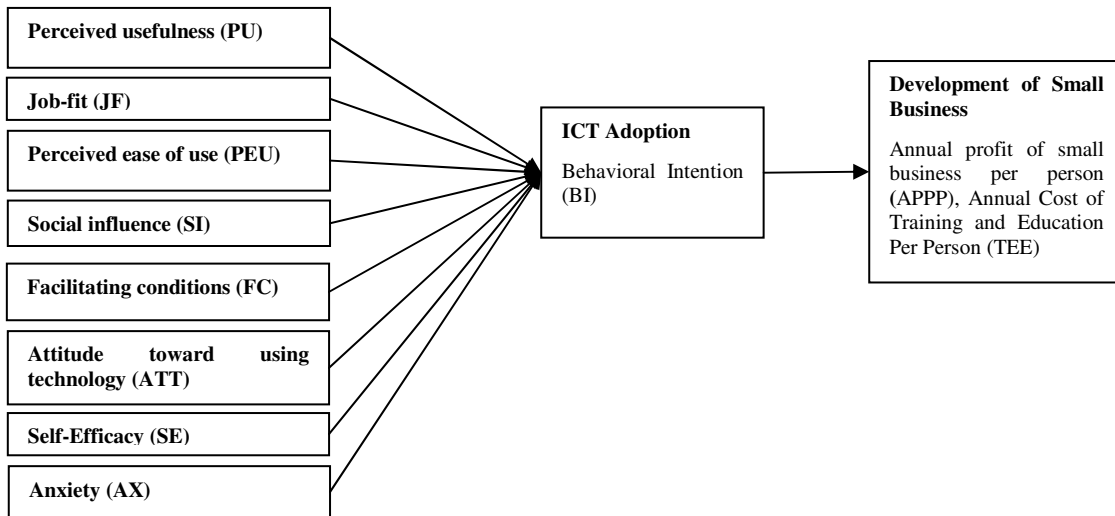 Perceived usefulness (PU)
Job-fit (JF)
Perceived ease of use (PEU)
Social influence (SI)
Facilitating conditions (FC)
Attitude toward using
technology (ATT)
Self-Efficacy (SE)
Anxiety (AX)
ICT Adoption
Behavioral Intention
(BI)
Development of Small
Business
Annual profit of small
business per person
(APPP), Annual Cost of
Training and Education
Per Person (TEE)